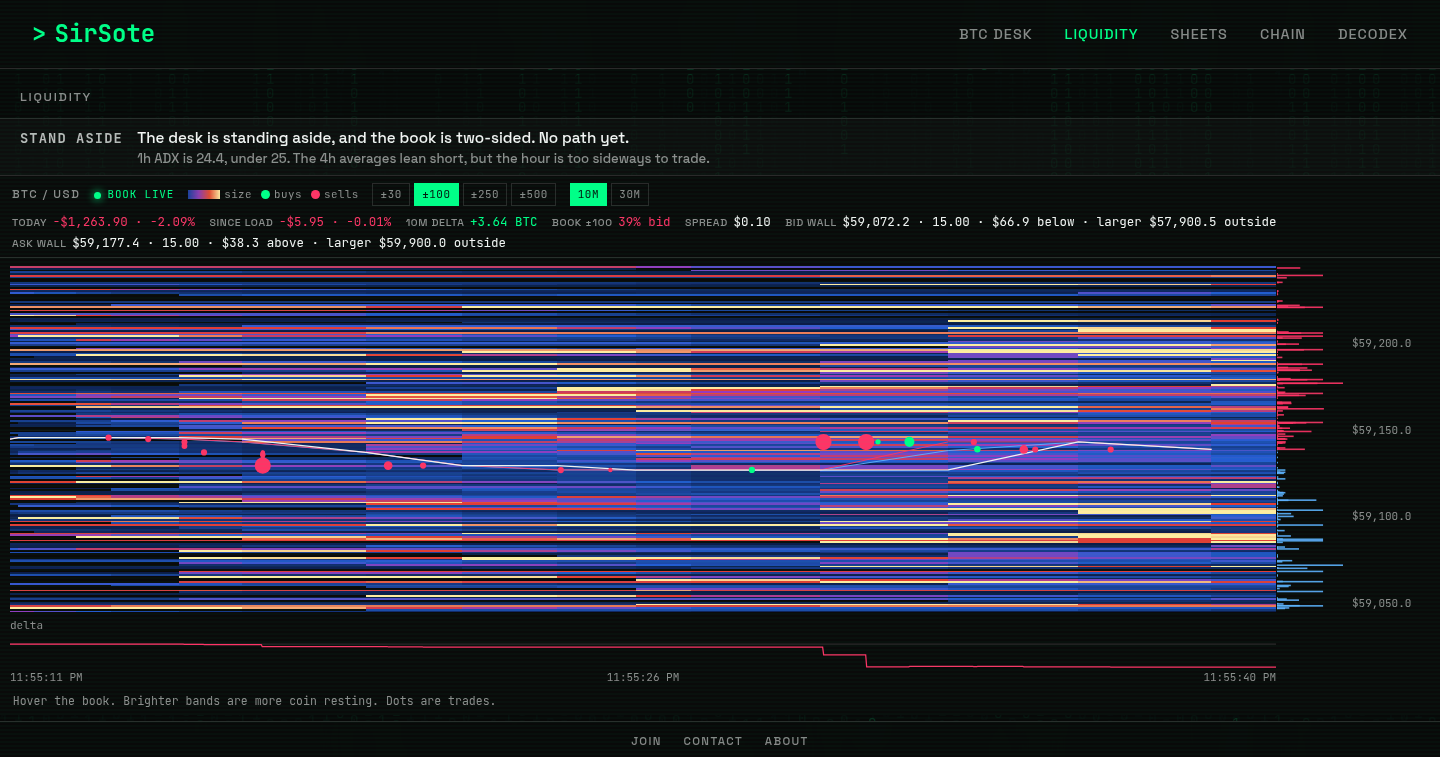 > SirSote
BTC DESK LIQUIDITY SHEETS CHAIN DECODEX
LIQUIDITY
STAND ASIDE The desk is standing aside, and the book is two-sided. No path yet.
1h ADX is 24.4, under 25. The 4h averages lean short, but the hour is too sideways to trade.
BTC / USD BOOK LIVE size buys sells ±30 ±100 ±250 ±500 10M 30M
TODAY -$1,263.90 · -2.09% SINCE LOAD -$5.95 · -0.01% 10M DELTA +3.64 BTC BOOK ±100 39% bid SPREAD $0.10 BID WALL $59,072.2 · 15.00 · $66.9 below · larger $57,900.5 outside
ASK WALL $59,177.4 · 15.00 · $38.3 above · larger $59,900.0 outside
$59,200.0
$59,150.0
$59,100.0
$59,050.0
delta
11:55:11 PM 11:55:26 PM 11:55:40 PM
Hover the book. Brighter bands are more coin resting. Dots are trades.
JOIN CONTACT ABOUT